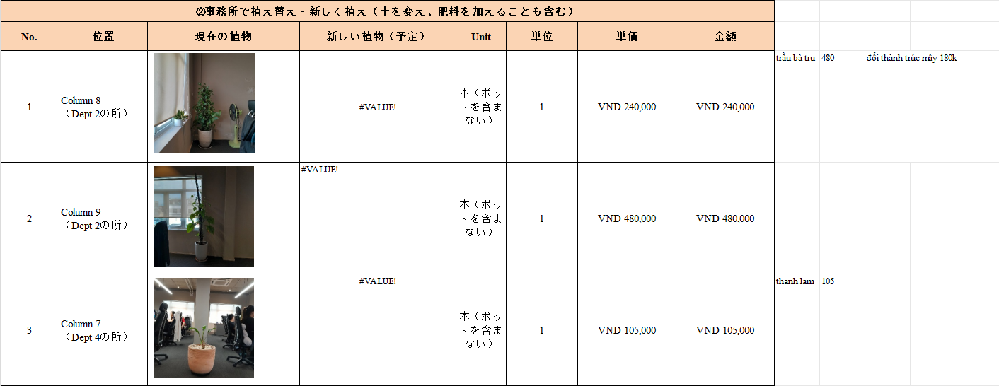 ②事務所で植え替え・新しく植え（土を変え、肥料を加えることも含む）
No. 位置 現在の植物 新しい植物（予定） Unit 単位 単価 金額
trầu bà trụ 480 đổi thành trúc mây 180k
1 Column 8
（Dept 2の所） #VALUE! 木（ポッ
トを含ま
ない） 1 VND 240,000 VND 240,000
#VALUE!
2 Column 9
（Dept 2の所） 木（ポッ
トを含ま
ない） 1 VND 480,000 VND 480,000
#VALUE! thanh lam 105
3 Column 7
（Dept 4の所） 木（ポッ
トを含ま
ない） 1 VND 105,000 VND 105,000